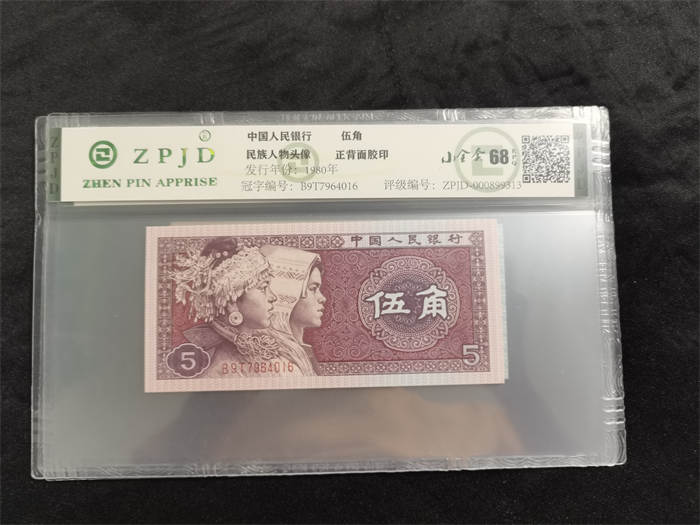 ZPJD
ZHEN PIN APPRISE
中国人民银行 伍角
民族人物头像 正背面胶印
发行年份：1980年
冠字编号：B9T7964016 评级编号：ZPJD-000899313
68
中国人民银行
伍角
5
B9T7964016
5